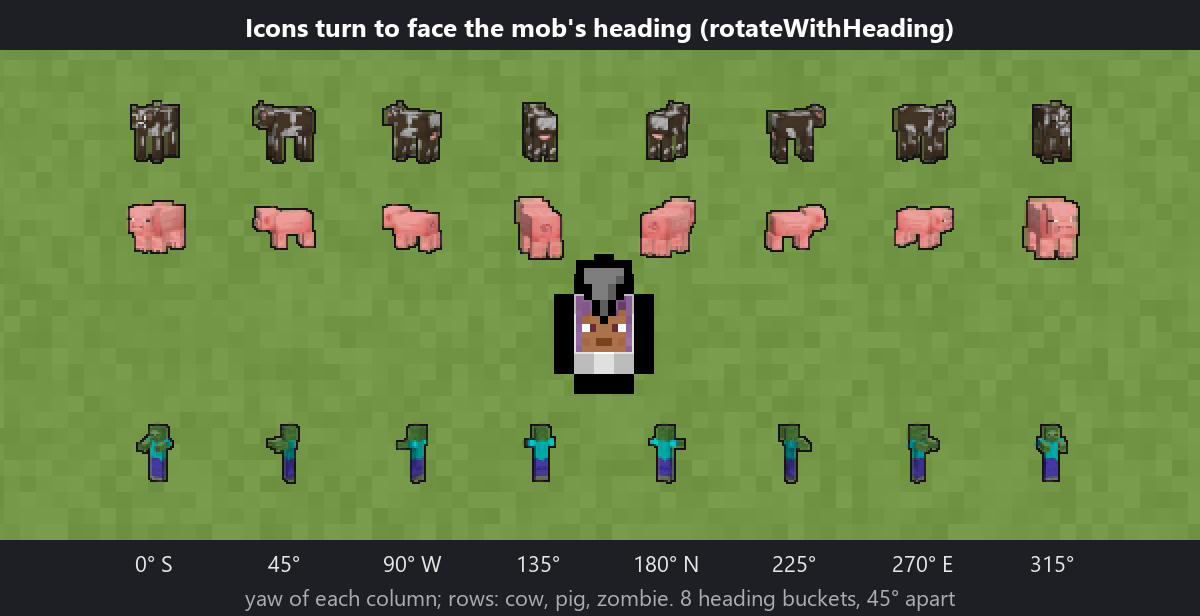 Icons turn to face the mob's heading (rotateWithHeading)
0° S 45° 90° W 135° 180° N 225° 270° E 315°
yaw of each column; rows: cow, pig, zombie. 8 heading buckets, 45° apart